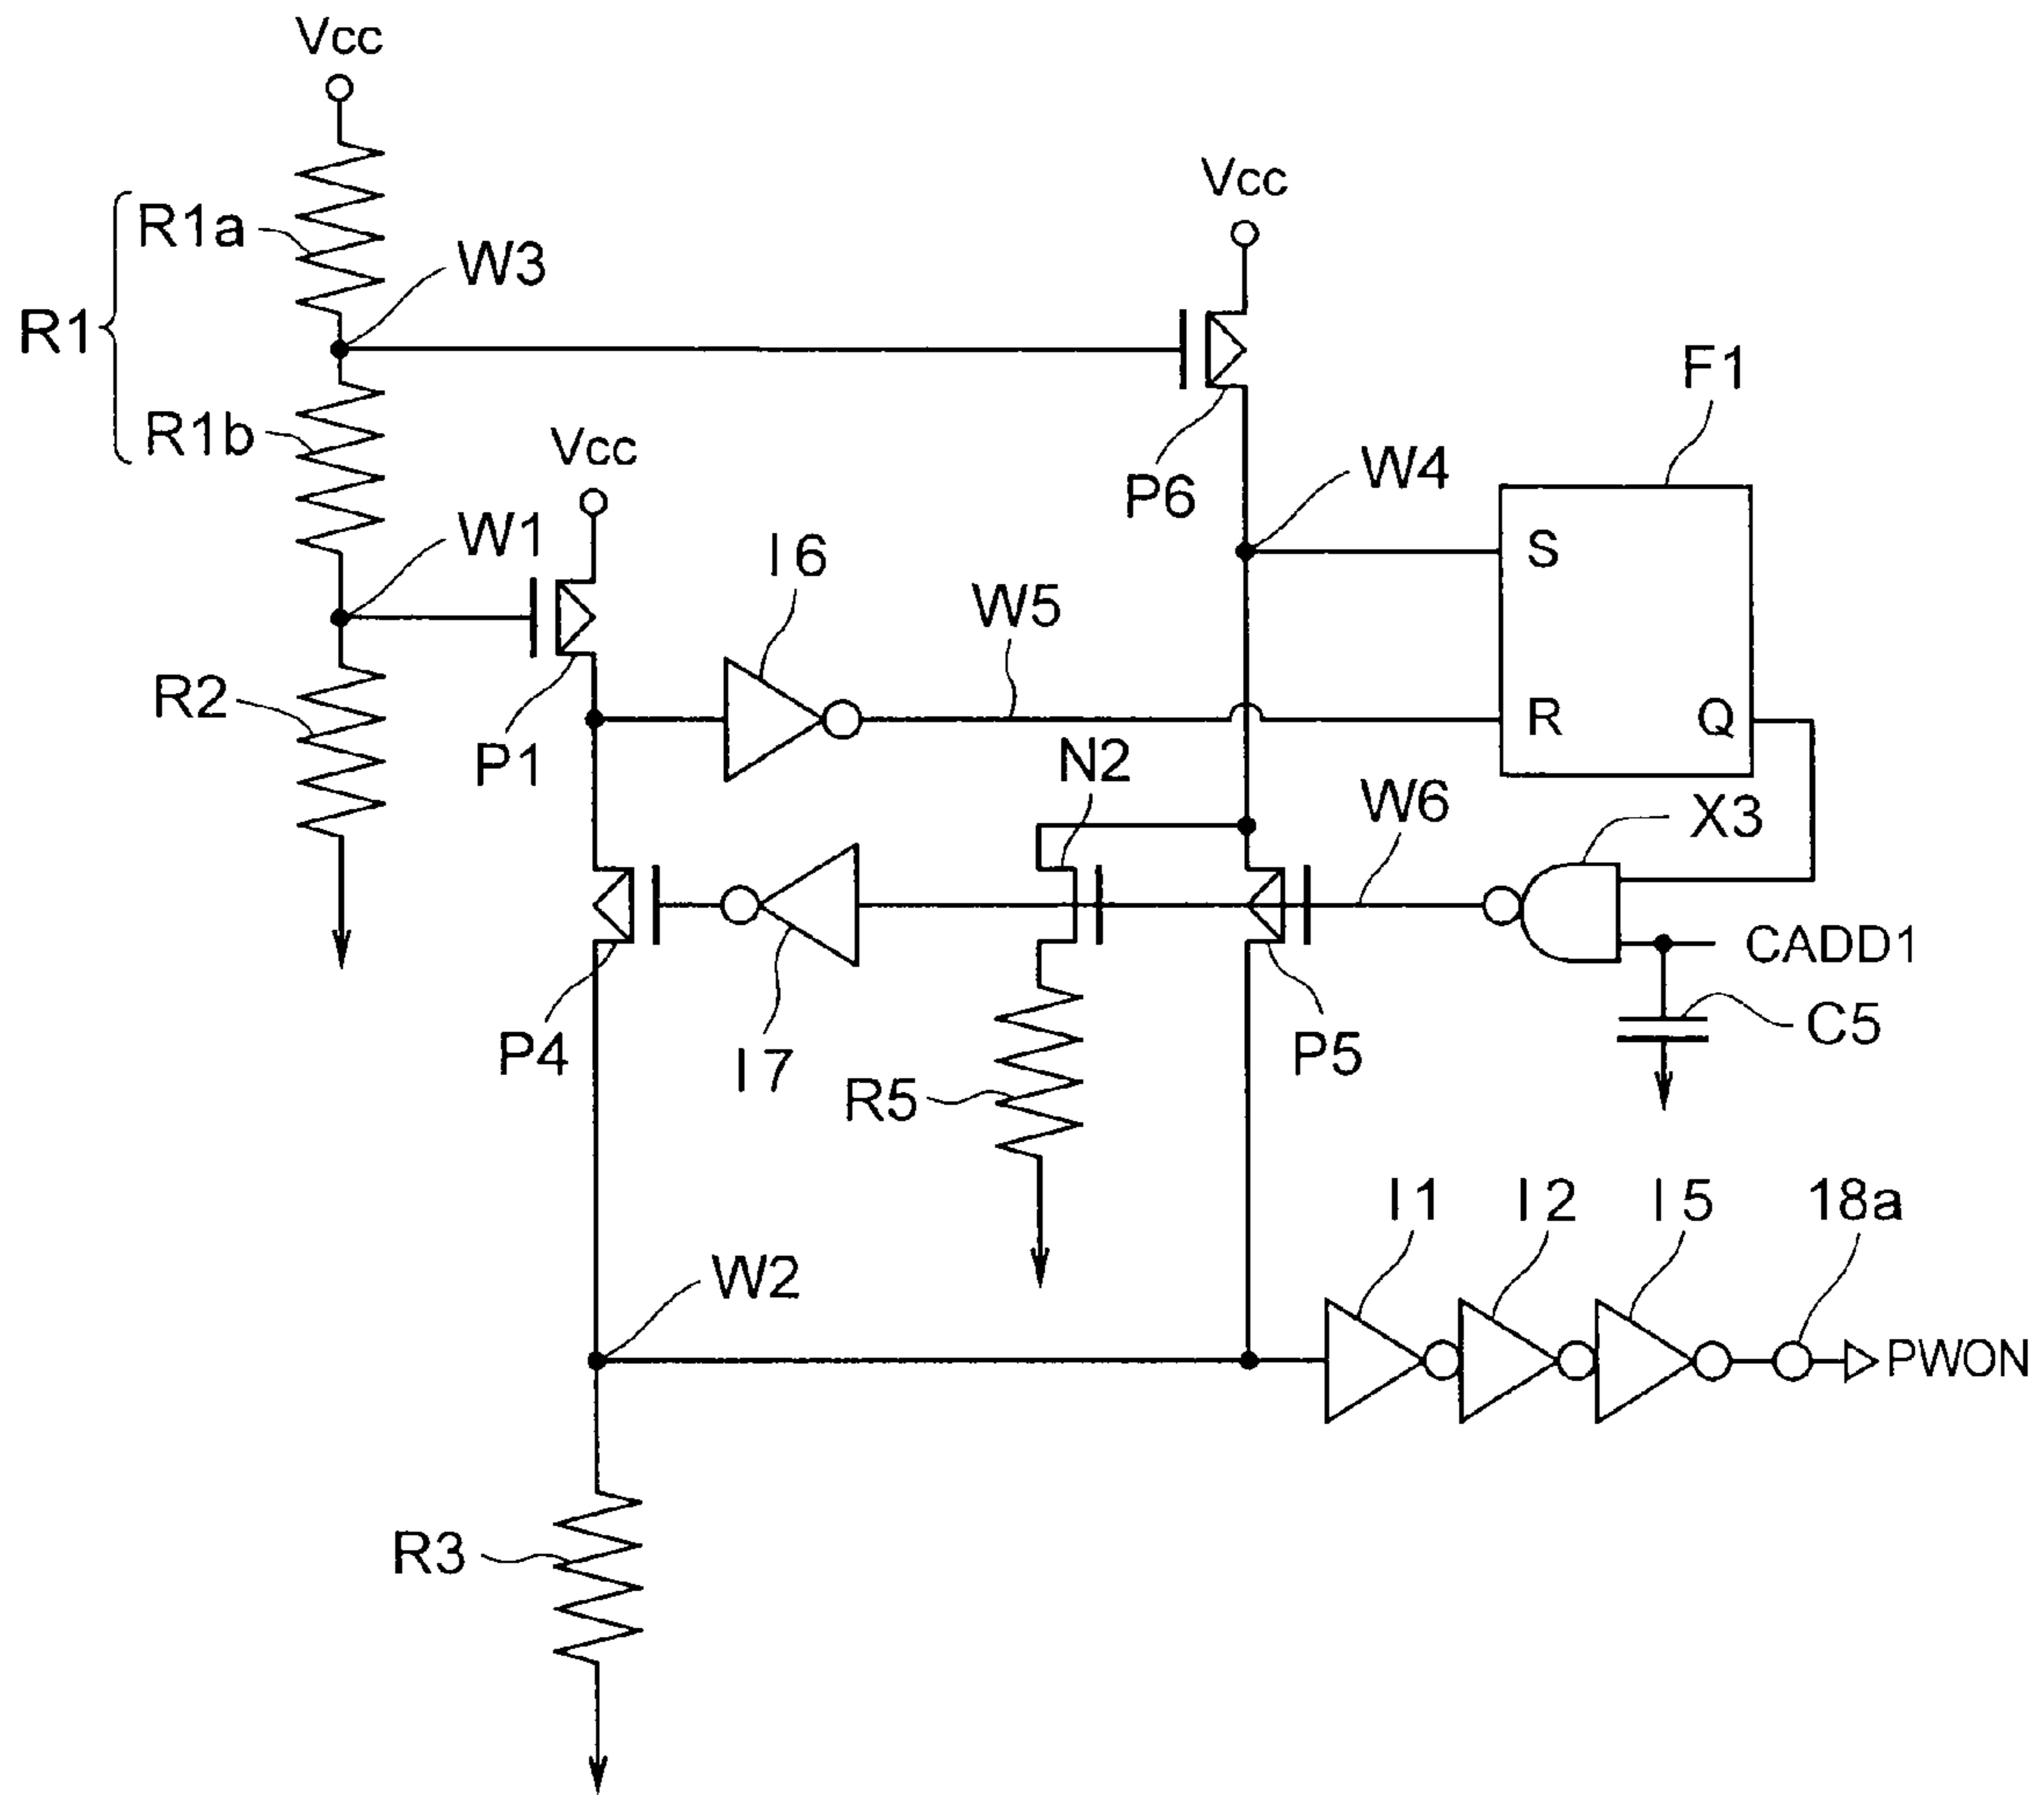 Vcc
Vcc
R1a
W3
R1
F1
R1b
Vcc
W4
P6
W1
I6
S
W5
R2
R
Q
P1
N2
W6
X3
CADD1
C5
P4
I7
P5
R5
I1
I2
I5
18a
W2
PWON
R3